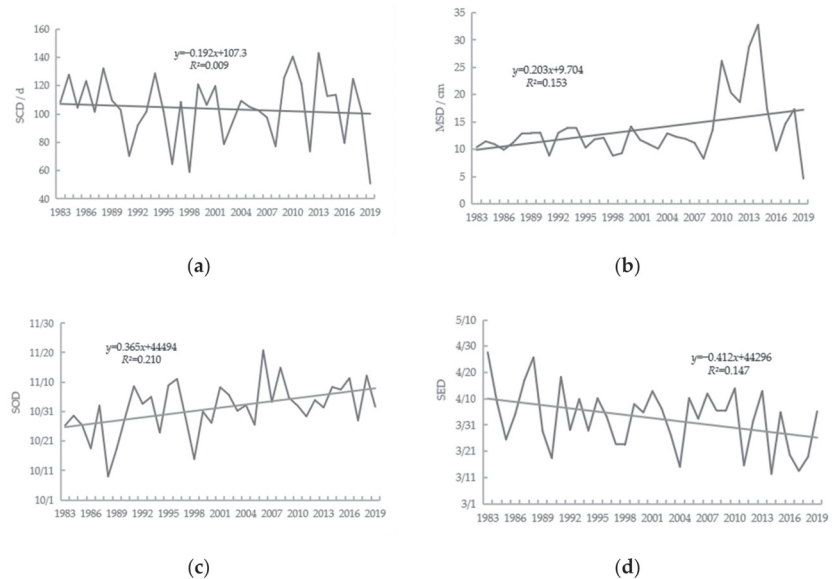 160
140
120
100
80
60
40
SCD / d
y=−0.192x+107.3
R²=0.009
1983 1986 1989 1992 1995 1998 2001 2004 2007 2010 2013 2016 2019
(a)
35
30
25
20
15
10
5
0
MSD / cm
y=0.203x+9.704
R²=0.153
1983 1986 1989 1992 1995 1998 2001 2004 2007 2010 2013 2016 2019
(b)
11/30
11/20
11/10
10/31
10/21
10/11
10/1
SOD
y=0.365x+44494
R²=0.210
1983 1986 1989 1992 1995 1998 2001 2004 2007 2010 2013 2016 2019
(c)
5/10
4/30
4/20
4/10
3/31
3/21
3/11
3/1
SED
y=−0.412x+44296
R²=0.147
1983 1986 1989 1992 1995 1998 2001 2004 2007 2010 2013 2016 2019
(d)